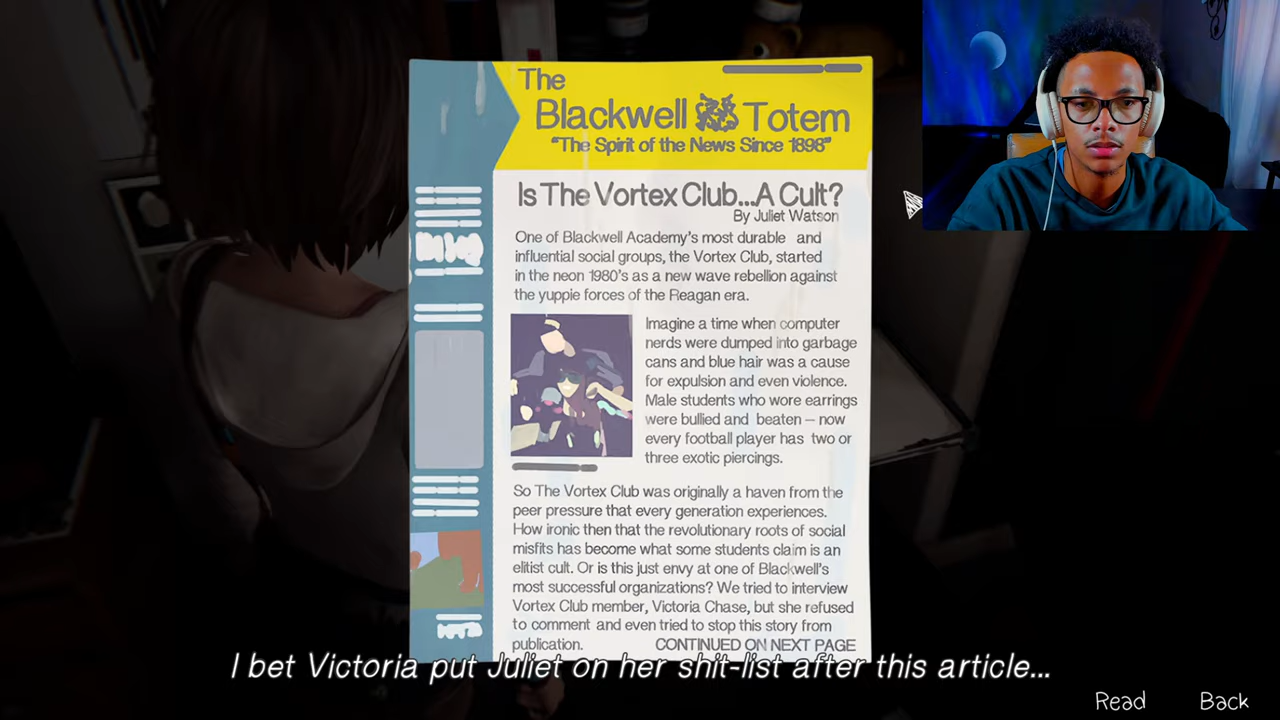 The
Blackwell Totem
"The Spirit of the News Since 1898"
Is The Vortex Club...A Cult?
By Juliet Watson
One of Blackwell Academy's most durable and
influential social groups, the Vortex Club, started
in the neon 1980's as a new wave rebellion against
the yuppie forces of the Reagan era.
Imagine a time when computer
nerds were dumped into garbage
cans and blue hair was a cause
for expulsion and even violence.
Male students who wore earrings
were bullied and beaten – now
every football player has two or
three exotic piercings.
So The Vortex Club was originally a haven from the
peer pressure that every generation experiences.
How ironic then that the revolutionary roots of social
misfits has become what some students claim is an
elitist cult. Or is this just envy at one of Blackwell's
most successful organizations? We tried to interview
Vortex Club member, Victoria Chase, but she refused
to comment and even tried to stop this story from
publication. CONTINUED ON NEXT PAGE
I bet Victoria put Juliet on her shit-list after this article...
Read Back